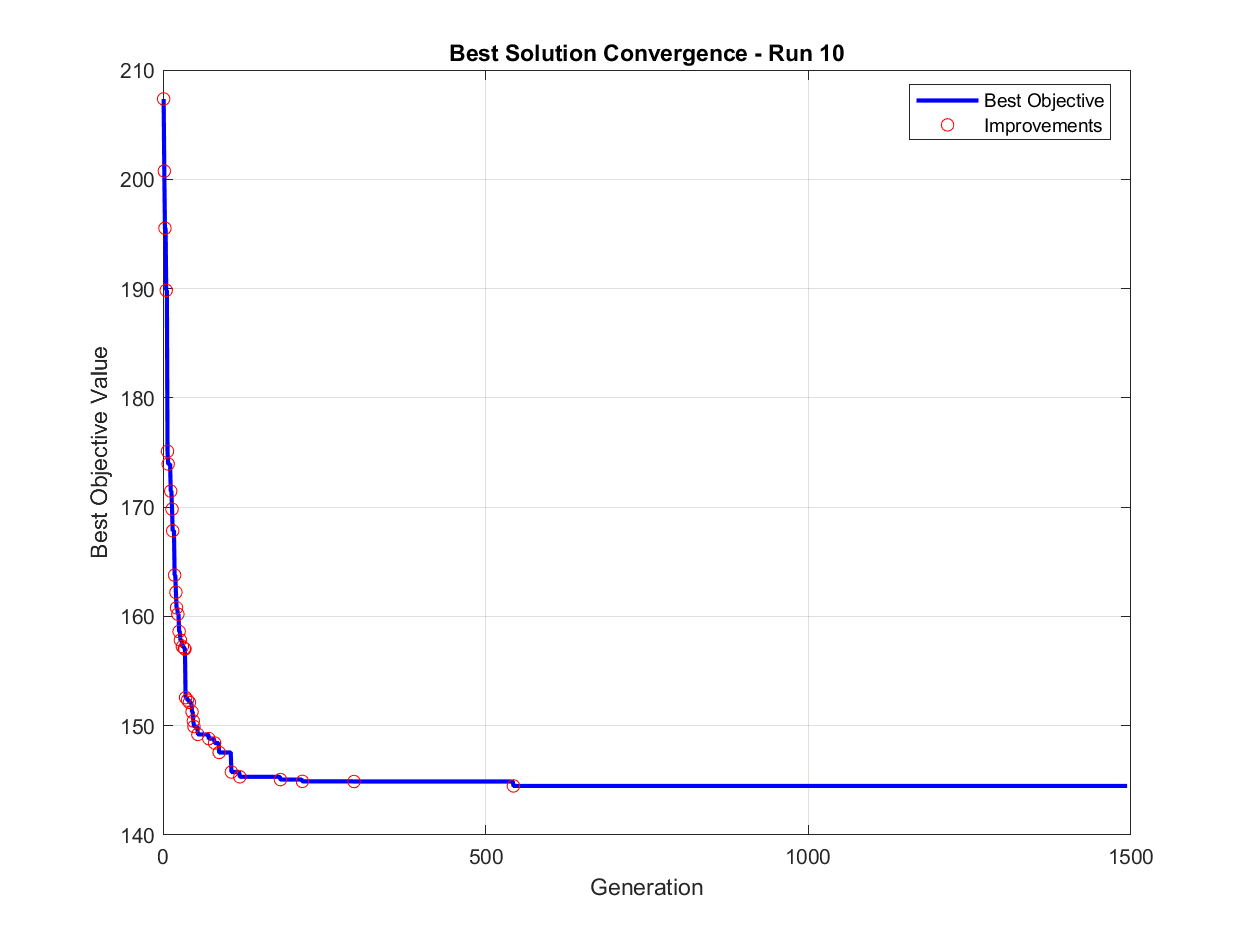 Best Solution Convergence - Run 10
Best Objective
Improvements
Best Objective Value
210
200
190
180
170
160
150
140
0 500 1000 1500
Generation